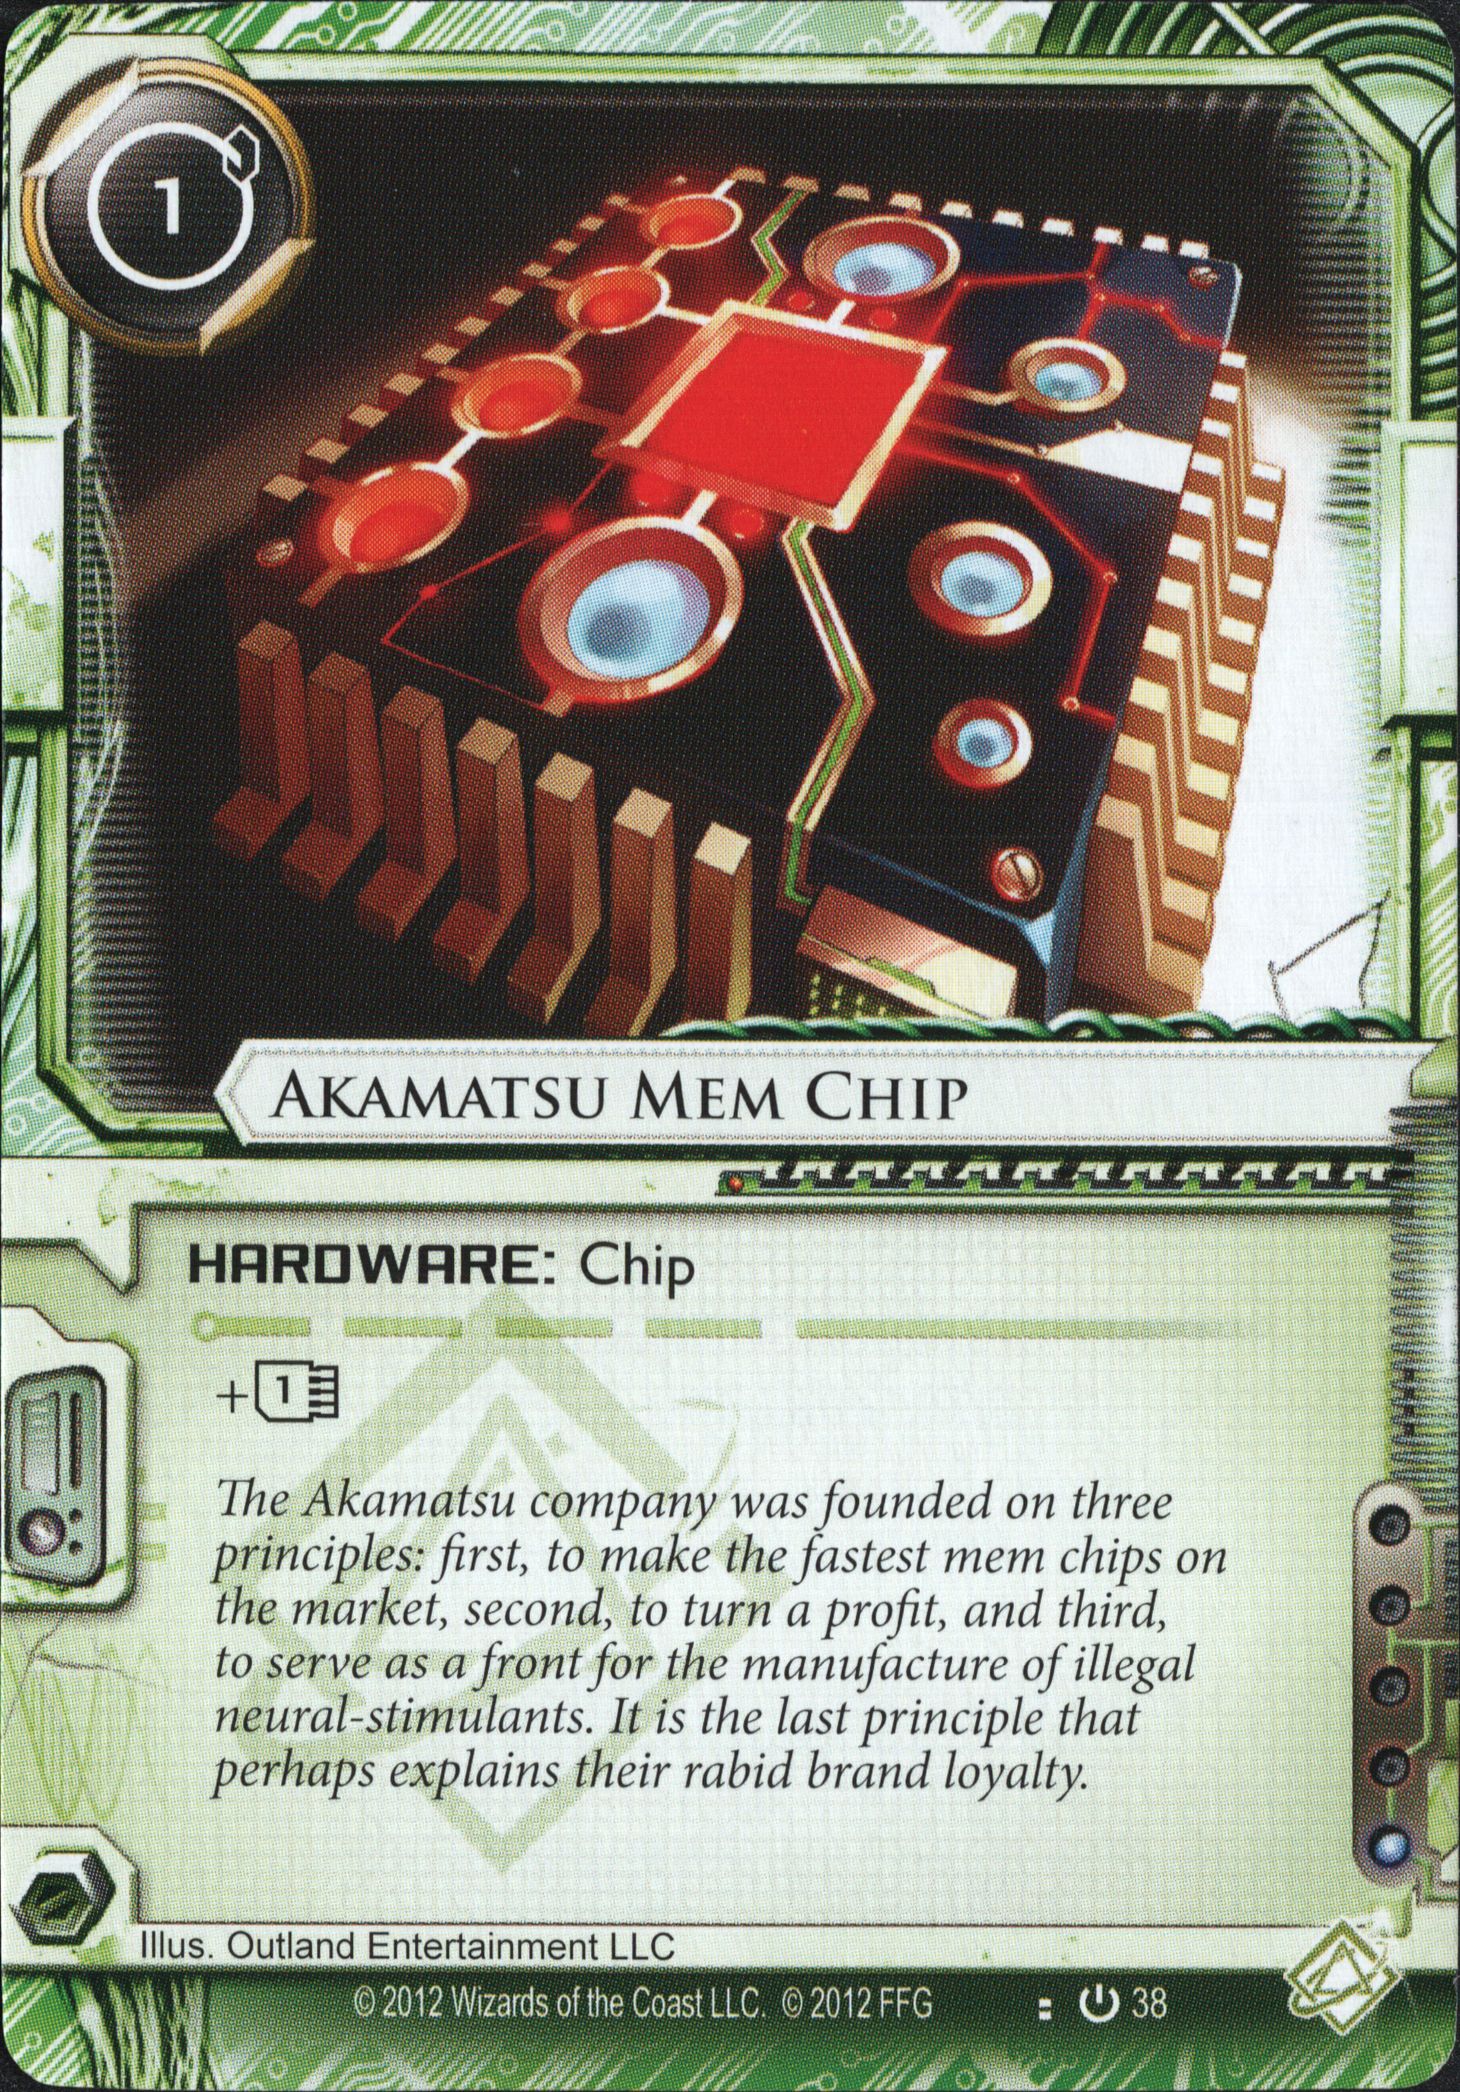 1
AKAMATSU MEM CHIP
HARDWARE: Chip
+1
The Akamatsu company was founded on three
principles: first, to make the fastest mem chips on
the market, second, to turn a profit, and third,
to serve as a front for the manufacture of illegal
neural-stimulants. It is the last principle that
perhaps explains their rabid brand loyalty.
Illus. Outland Entertainment LLC
© 2012 Wizards of the Coast LLC. © 2012 FFG 38